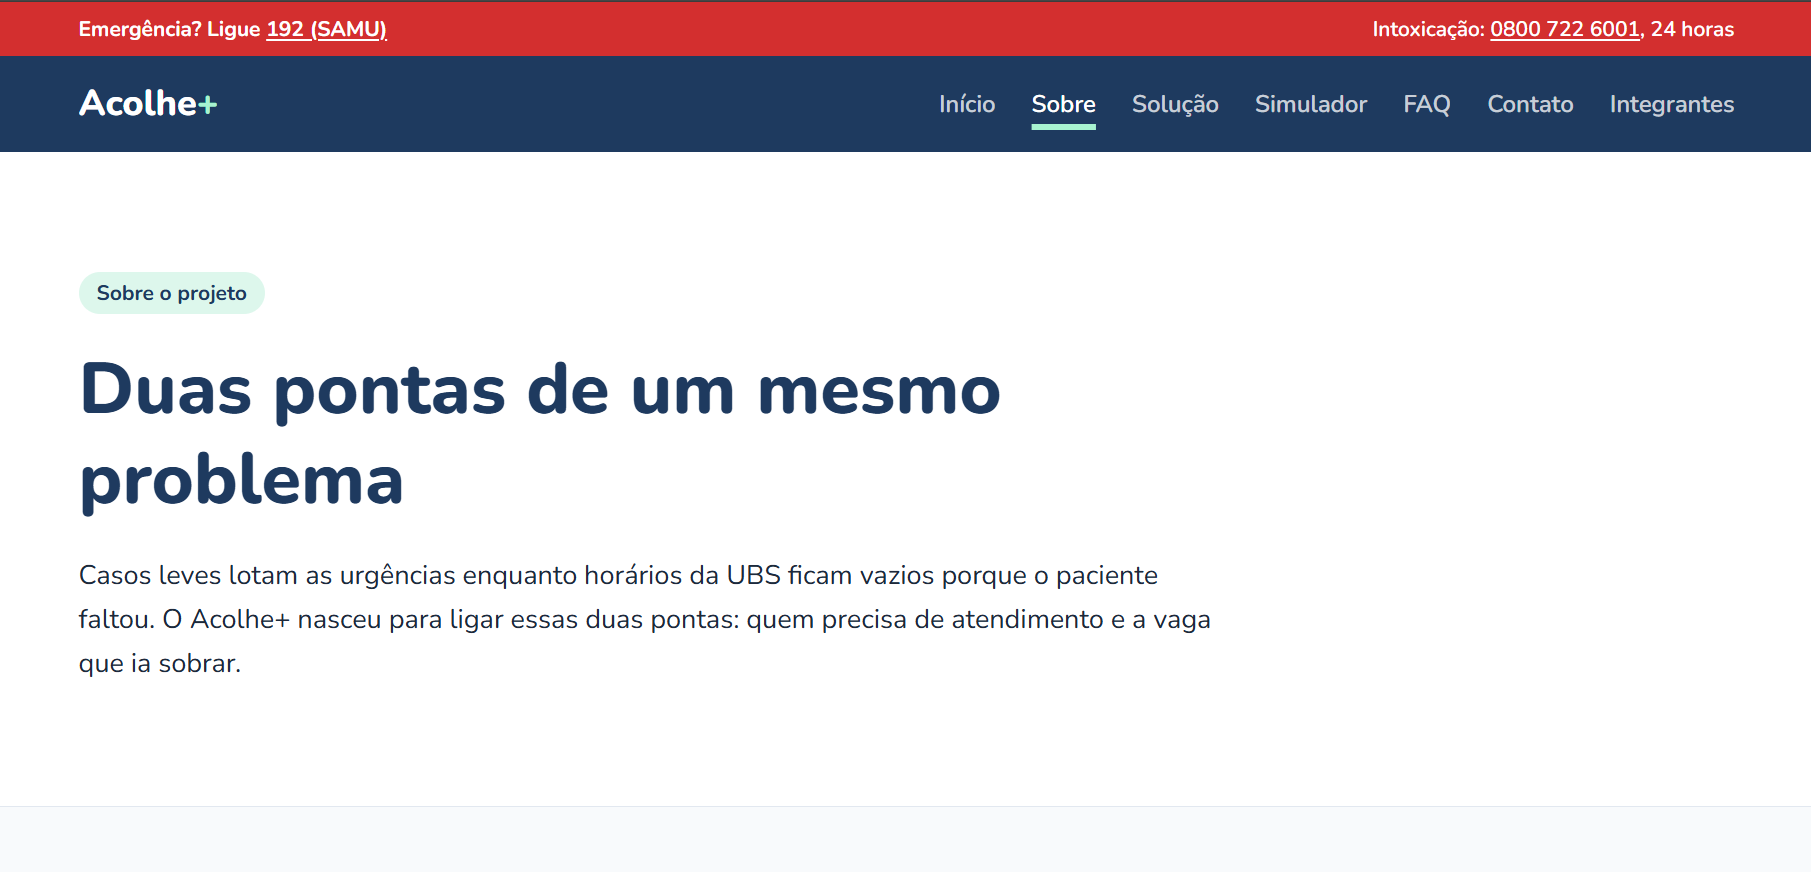 Emergência? Ligue 192 (SAMU)
Intoxicação: 0800 722 6001, 24 horas
Acolhe+
Início Sobre Solução Simulador FAQ Contato Integrantes
Sobre o projeto
Duas pontas de um mesmo
problema
Casos leves lotam as urgências enquanto horários da UBS ficam vazios porque o paciente
faltou. O Acolhe+ nasceu para ligar essas duas pontas: quem precisa de atendimento e a vaga
que ia sobrar.